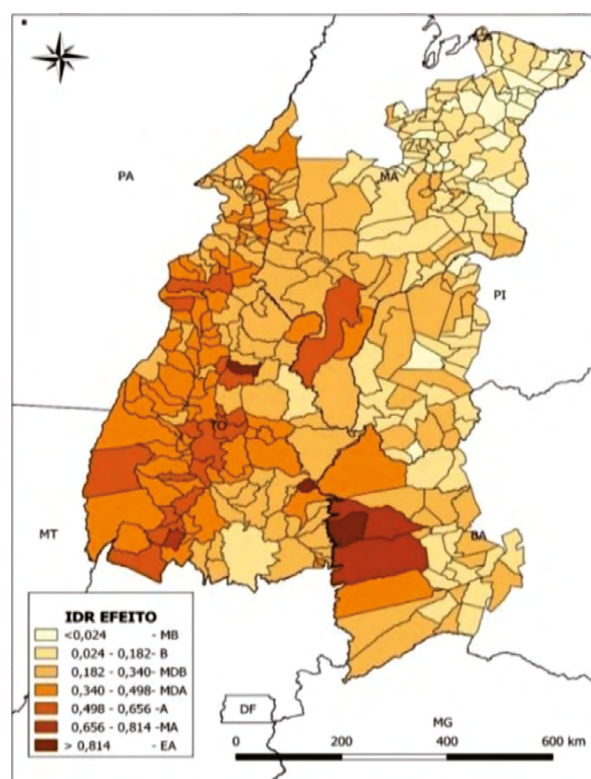 PA
MA
PI
TO
MT
BA
IDR EFEITO
<0,024 - MB
0,024 - 0,182- B
0,182 - 0,340- MDB
0,340 - 0,498- MDA
0,498 - 0,656 -A
0,656 - 0,814 -MA
> 0,814 - EA
DF
MG
0 200 400 600 km